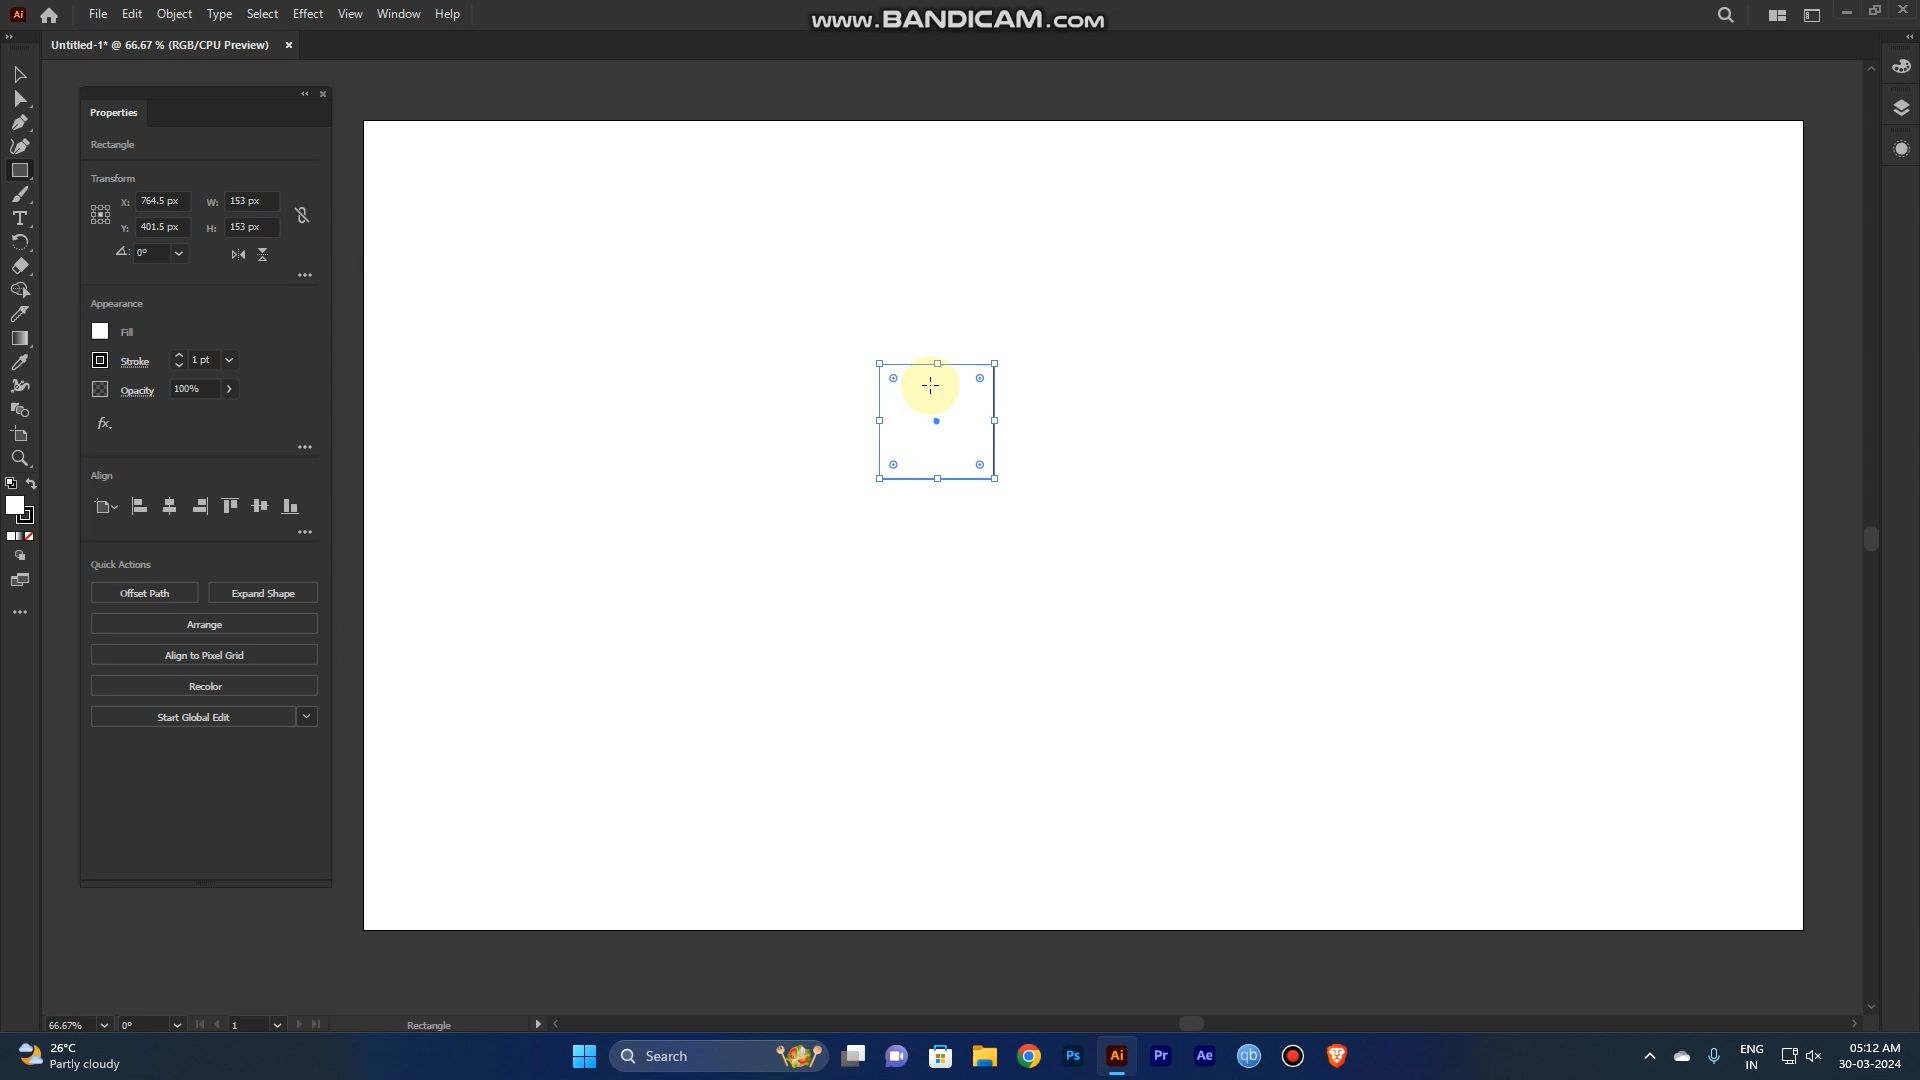 Ai File Edit Object Type Select Effect View Window Help
www.BANDICAM.com
Untitled-1* @ 66.67 % (RGB/CPU Preview)
Properties
Rectangle
Transform
X: 764.5 px W: 153 px
Y: 401.5 px H: 153 px
0°
Appearance
Fill
Stroke 1 pt
Opacity 100%
fx.
Align
Quick Actions
Offset Path Expand Shape
Arrange
Align to Pixel Grid
Recolor
Start Global Edit
66.67% 0° 1 Rectangle
26°C
Partly cloudy
Search
Ps Ai Pr Ae qb
ENG
IN
05:12 AM
30-03-2024